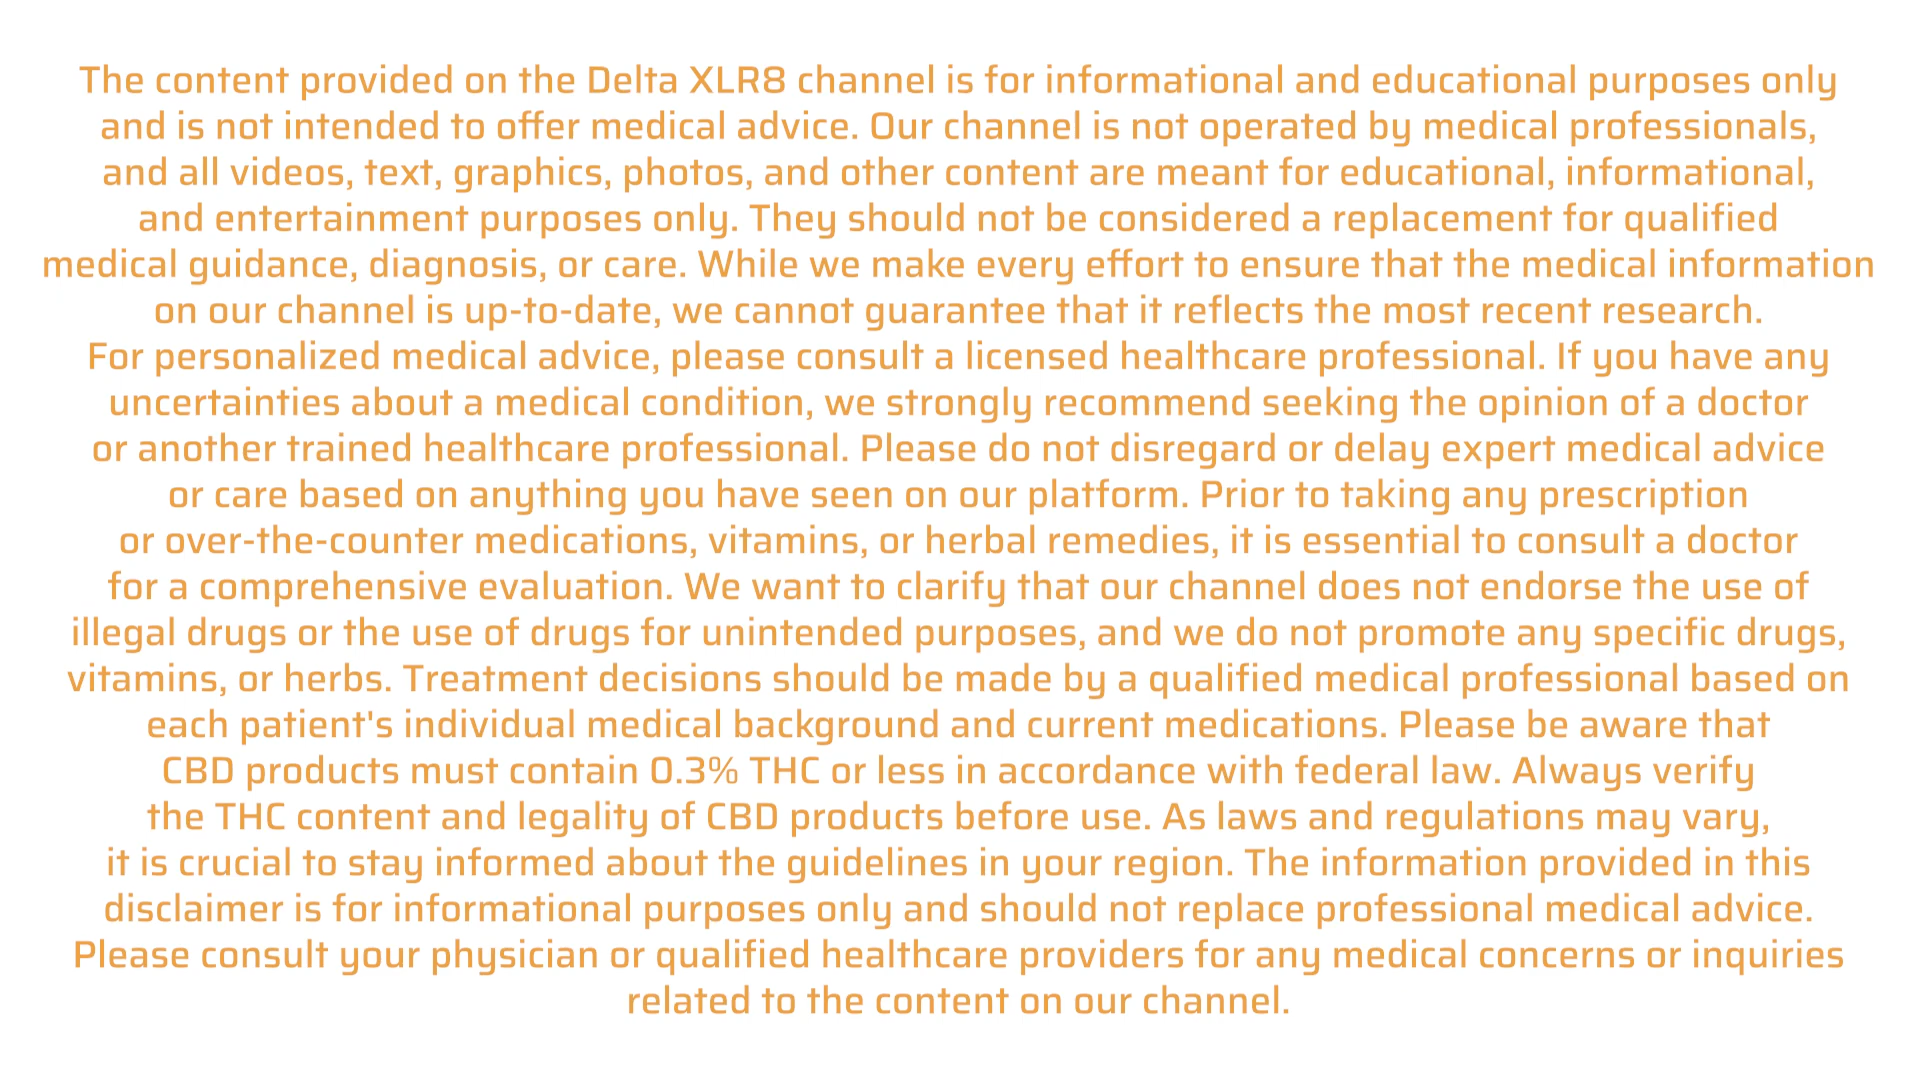 The content provided on the Delta XLR8 channel is for informational and educational purposes only
and is not intended to offer medical advice. Our channel is not operated by medical professionals,
and all videos, text, graphics, photos, and other content are meant for educational, informational,
and entertainment purposes only. They should not be considered a replacement for qualified
medical guidance, diagnosis, or care. While we make every effort to ensure that the medical information
on our channel is up-to-date, we cannot guarantee that it reflects the most recent research.
For personalized medical advice, please consult a licensed healthcare professional. If you have any
uncertainties about a medical condition, we strongly recommend seeking the opinion of a doctor
or another trained healthcare professional. Please do not disregard or delay expert medical advice
or care based on anything you have seen on our platform. Prior to taking any prescription
or over-the-counter medications, vitamins, or herbal remedies, it is essential to consult a doctor
for a comprehensive evaluation. We want to clarify that our channel does not endorse the use of
illegal drugs or the use of drugs for unintended purposes, and we do not promote any specific drugs,
vitamins, or herbs. Treatment decisions should be made by a qualified medical professional based on
each patient's individual medical background and current medications. Please be aware that
CBD products must contain 0.3% THC or less in accordance with federal law. Always verify
the THC content and legality of CBD products before use. As laws and regulations may vary,
it is crucial to stay informed about the guidelines in your region. The information provided in this
disclaimer is for informational purposes only and should not replace professional medical advice.
Please consult your physician or qualified healthcare providers for any medical concerns or inquiries
related to the content on our channel.